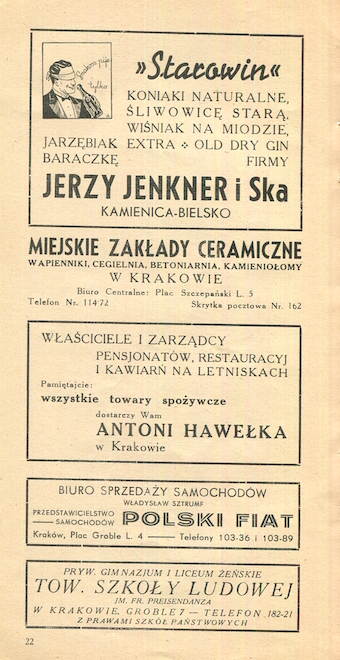 Smakosz pije
tylko
»Starowin«
KONIAKI NATURALNE,
ŚLIWOWICĘ STARĄ,
WIŚNIAK NA MIODZIE,
JARZĘBIAK EXTRA ÷ OLD DRY GIN
BARACZKĘ FIRMY
JERZY JENKNER i Ska
KAMIENICA-BIELSKO
MIEJSKIE ZAKŁADY CERAMICZNE
WAPIENNIKI, CEGIELNIA, BETONIARNIA, KAMIENIOŁOMY
W KRAKOWIE
Biuro Centralne: Plac Szczepański L. 5
Telefon Nr. 114-72 Skrytka pocztowa Nr. 162
WŁAŚCICIELE I ZARZĄDCY
PENSJONATÓW, RESTAURACYJ
I KAWIARŃ NA LETNISKACH
Pamiętajcie:
wszystkie towary spożywcze
dostarczy Wam
ANTONI HAWEŁKA
w Krakowie
BIURO SPRZEDAŻY SAMOCHODÓW
WŁADYSŁAW SZTRUMF
PRZEDSTAWICIELSTWO
SAMOCHODÓW POLSKI FIAT
Kraków, Plac Groble L. 4 — Telefony 103-36 i 103-89
PRYW. GIMNAZJUM I LICEUM ŻEŃSKIE
TOW. SZKOŁY LUDOWEJ
IM. FR. PREISENDANZA
W KRAKOWIE, GROBLE 7 – TELEFON 182-21
Z PRAWAMI SZKÓŁ PAŃSTWOWYCH
22